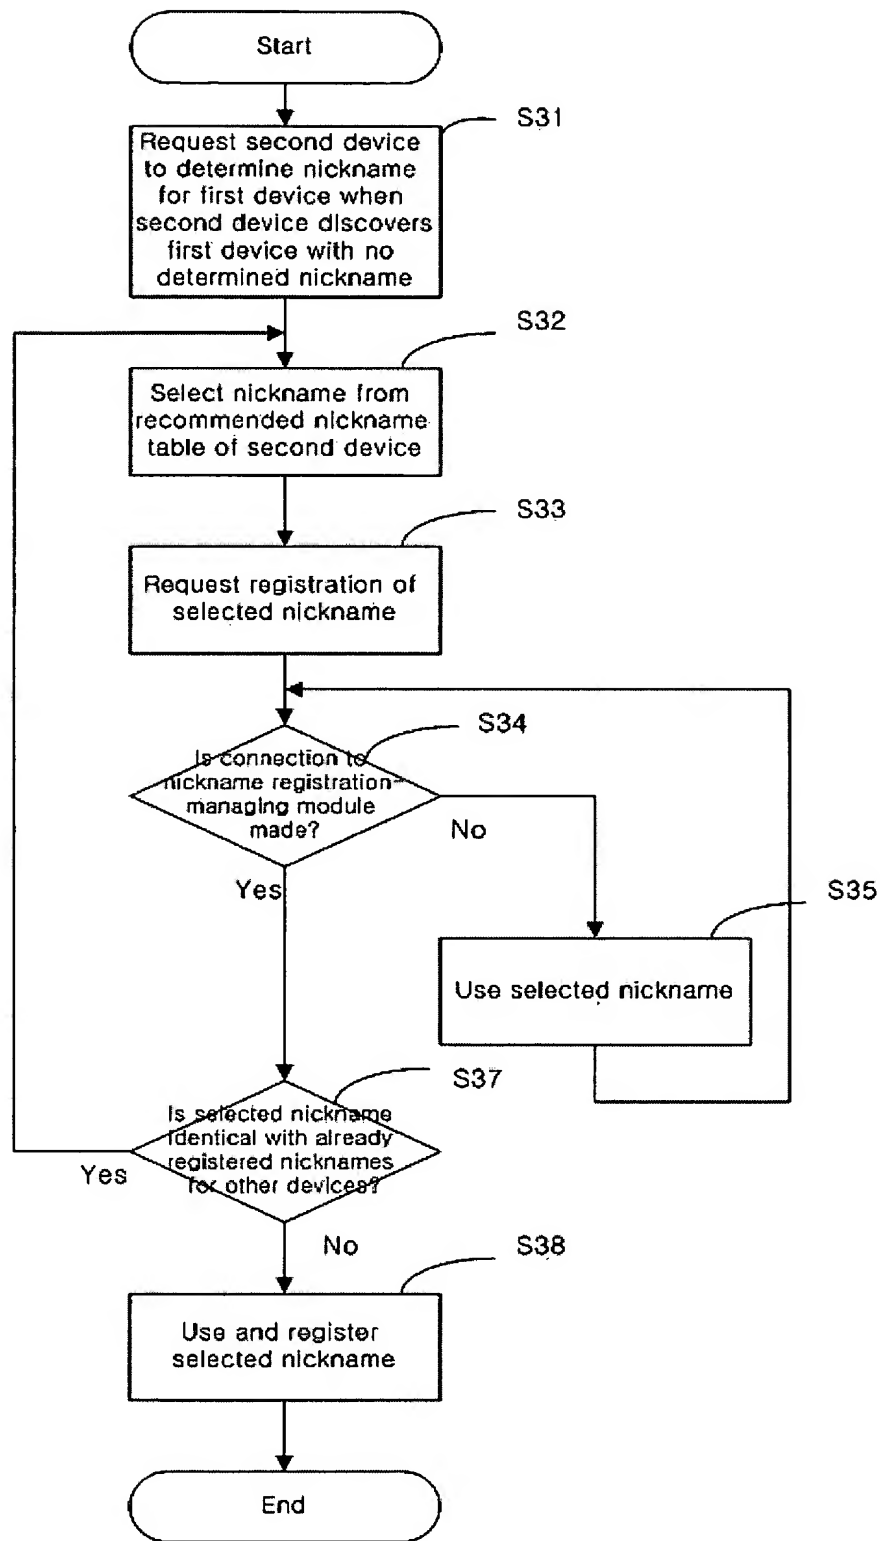 Start
S31
Request second device
to determine nickname
for first device when
second device discovers
first device with no
determined nickname
S32
Select nickname from
recommended nickname
table of second device
S33
Request registration of
selected nickname
S34
Is connection to
nickname registration-
managing module
made?
No
Yes
S35
Use selected nickname
S37
Is selected nickname
identical with already
registered nicknames
for other devices?
Yes
No
S38
Use and register
selected nickname
End